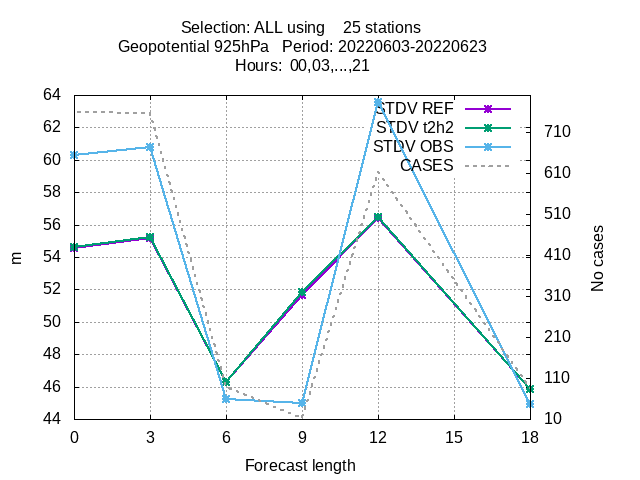 Selection: ALL using    25 stations
Geopotential 925hPa   Period: 20220603-20220623
Hours:  00,03,...,21
STDV REF
STDV t2h2
STDV OBS
CASES
64
62
60
58
56
54
52
50
48
46
44
m
710
610
510
410
310
210
110
10
No cases
0 3 6 9 12 15 18
Forecast length